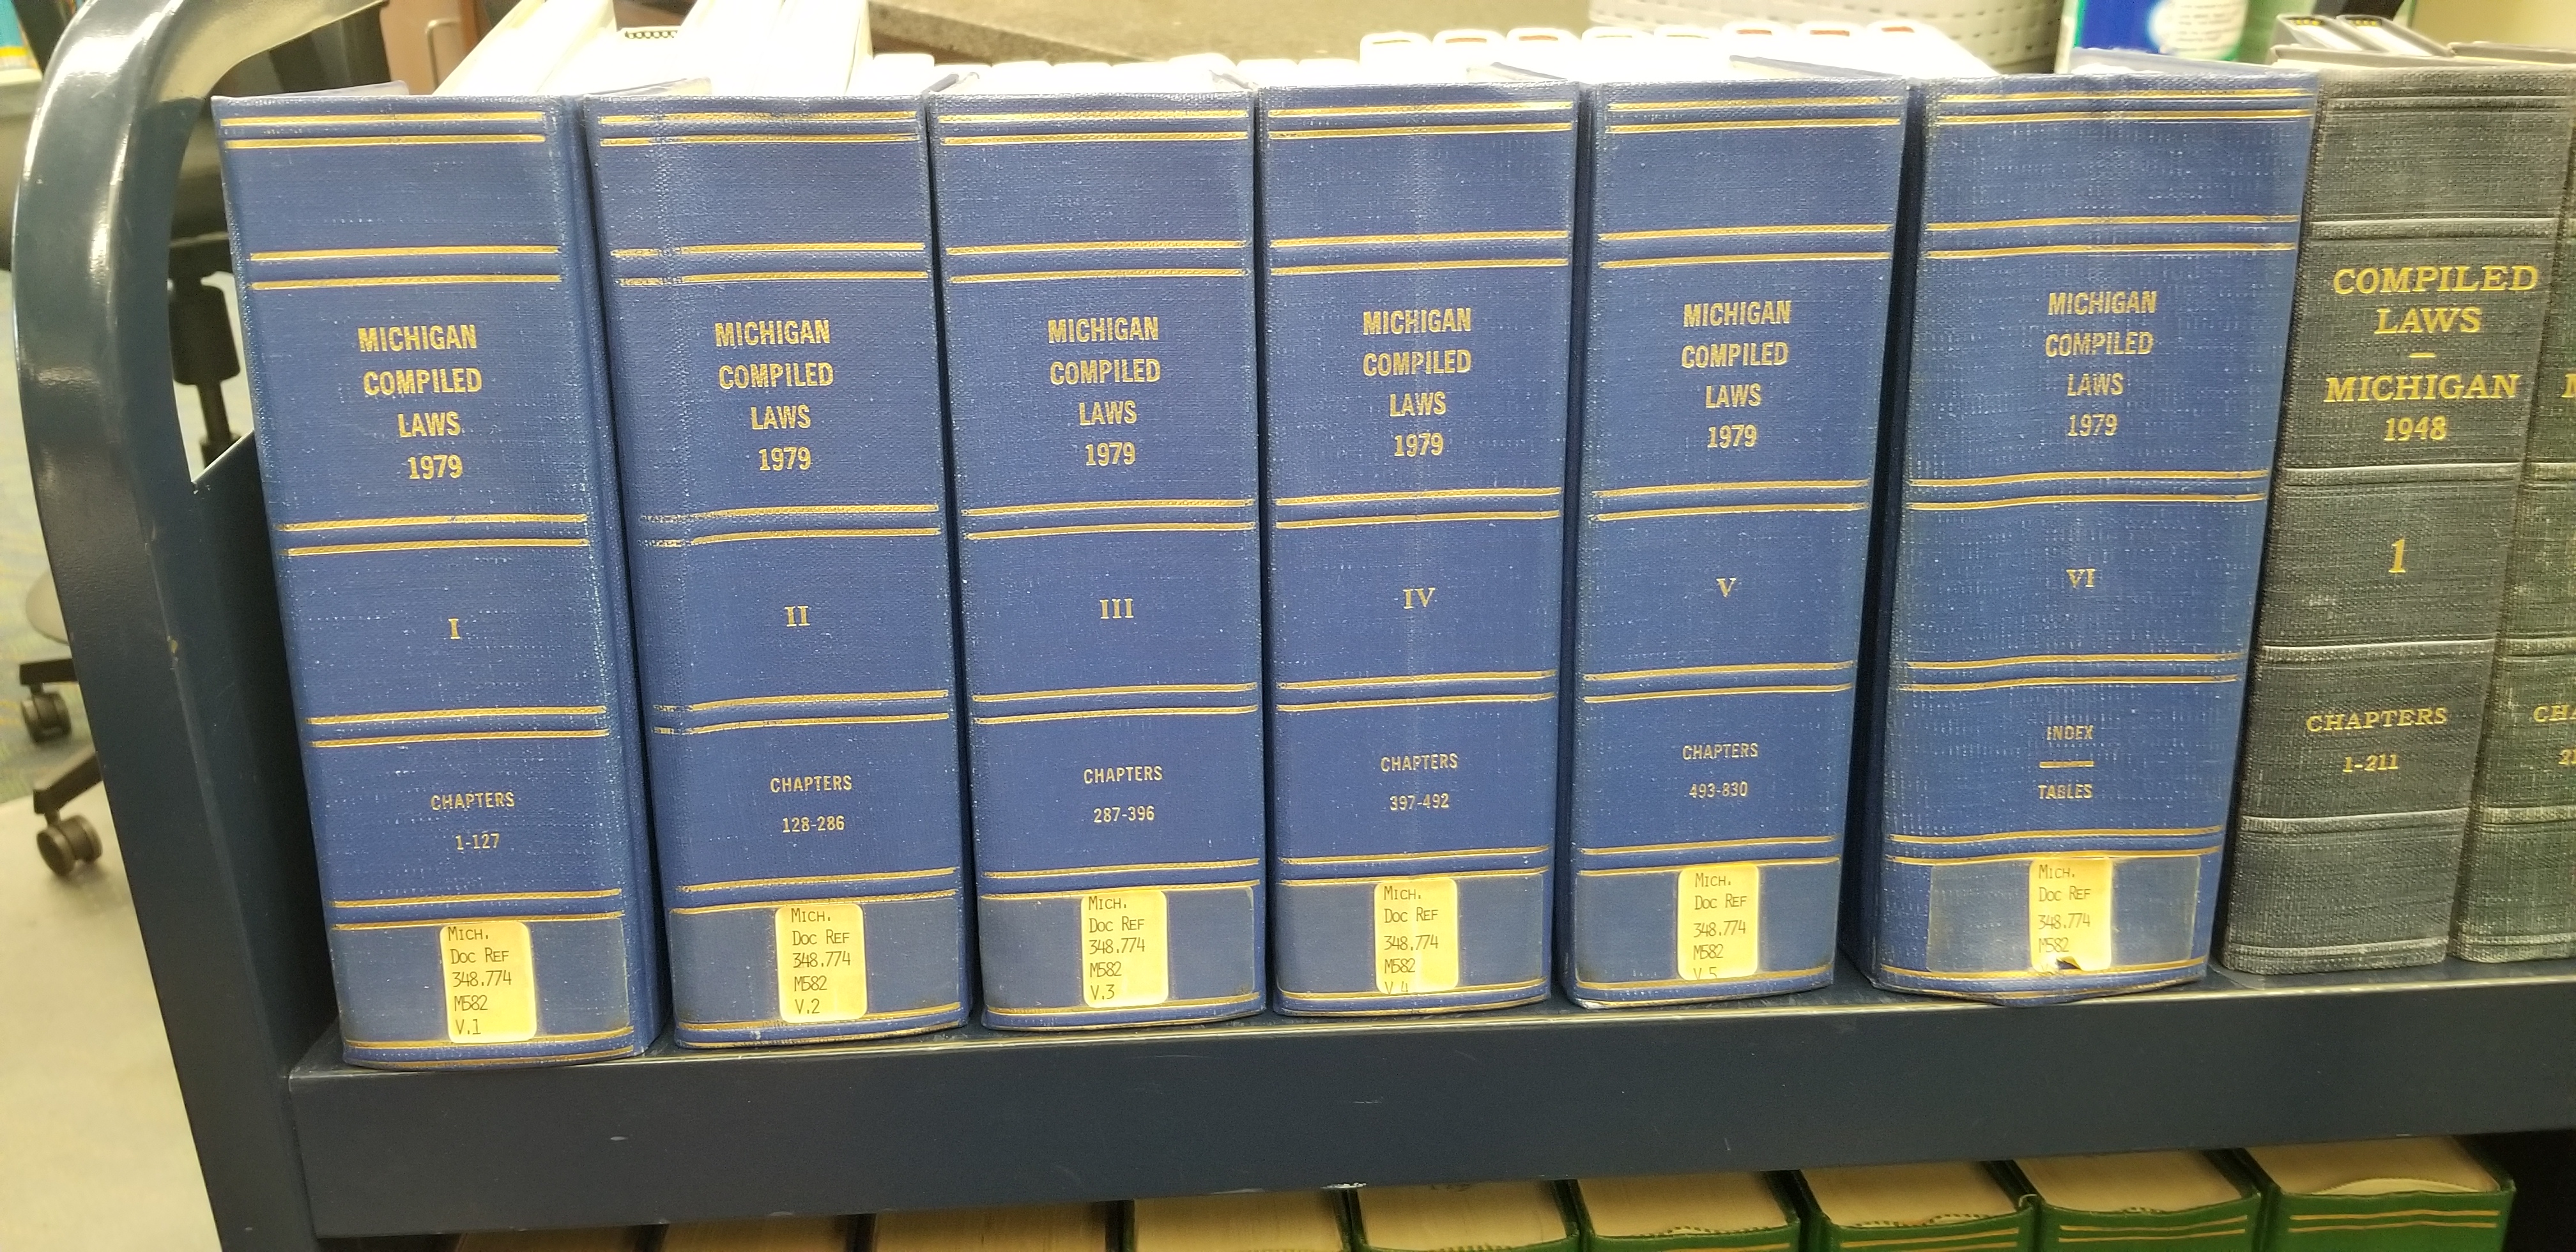 MICHIGAN
COMPILED
LAWS
1979
I
CHAPTERS
1-127
MICH.
DOC REF
348.774
M582
V.1
MICHIGAN
COMPILED
LAWS
1979
II
CHAPTERS
128-286
MICH.
DOC REF
348.774
M582
V.2
MICHIGAN
COMPILED
LAWS
1979
III
CHAPTERS
287-396
MICH.
DOC REF
348.774
M582
V.3
MICHIGAN
COMPILED
LAWS
1979
IV
CHAPTERS
397-492
MICH.
DOC REF
348.774
M582
V.4
MICHIGAN
COMPILED
LAWS
1979
V
CHAPTERS
493-830
MICH.
DOC REF
348.774
M582
V.5
MICHIGAN
COMPILED
LAWS
1979
VI
INDEX
TABLES
MICH.
DOC REF
348.774
M582
COMPILED
LAWS
–
MICHIGAN
1948
1
CHAPTERS
1-211
CH